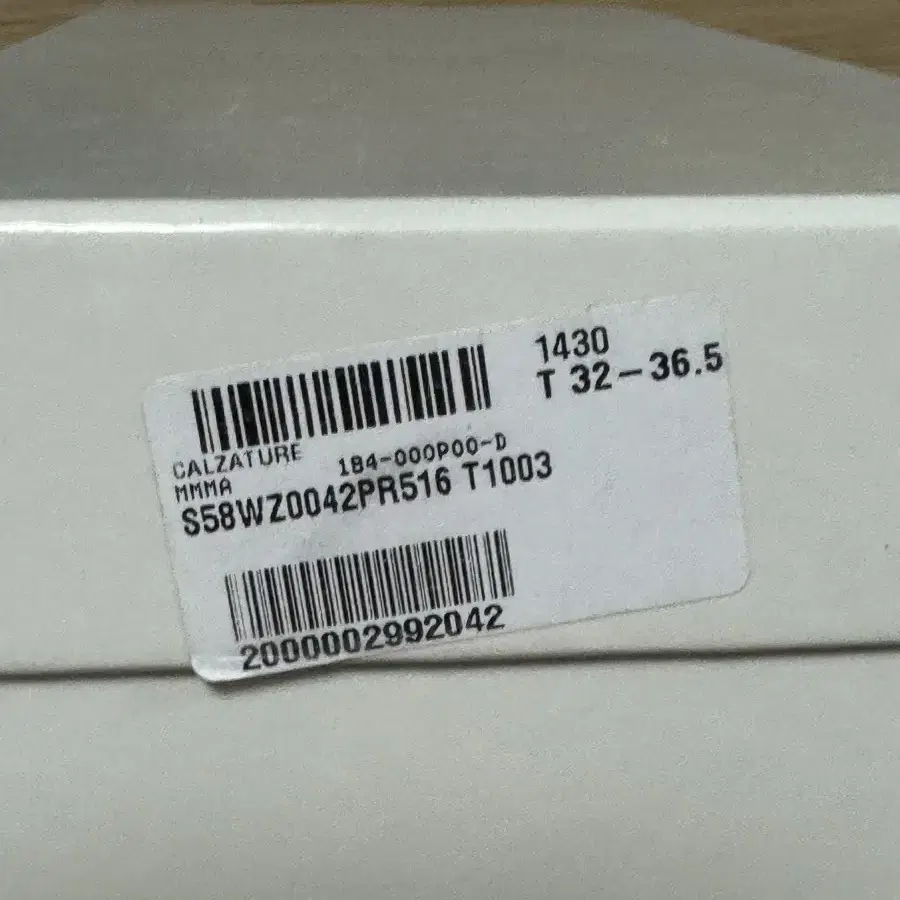 1430
T 32-36.5
CALZATURE 184-000P00-D
MMMA
S58WZ0042PR516 T1003
2000002992042